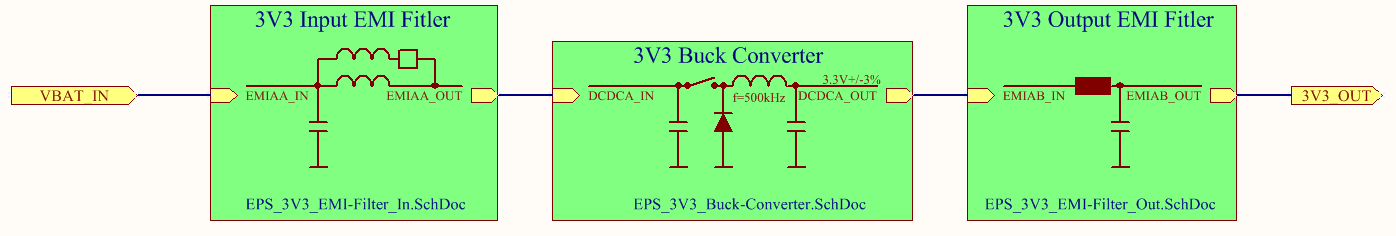 3V3 Input EMI Fitler
3V3 Buck Converter
3V3 Output EMI Fitler
VBAT_IN
EMIAA_IN
EMIAA_OUT
DCDCA_IN
3.3V+/-3%
f=500kHz
DCDCA_OUT
EMIAB_IN
EMIAB_OUT
3V3_OUT
EPS_3V3_EMI-Filter_In.SchDoc
EPS_3V3_Buck-Converter.SchDoc
EPS_3V3_EMI-Filter_Out.SchDoc